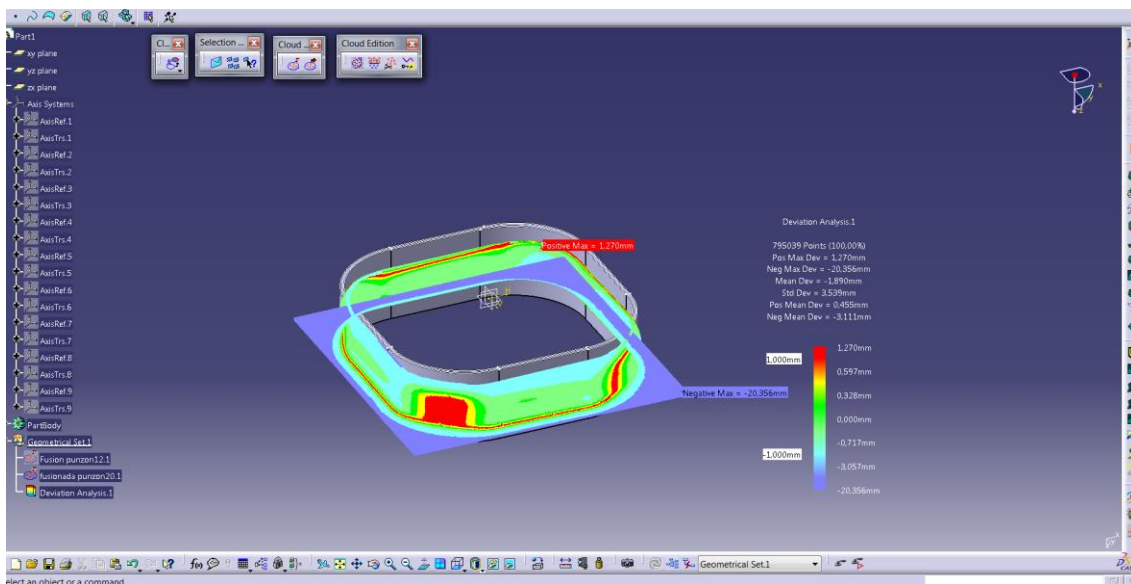 Part1
xy plane
yz plane
zx plane
Axis Systems
AxisRef.1
AxisTrs.1
AxisRef.2
AxisTrs.2
AxisRef.3
AxisTrs.3
AxisRef.4
AxisTrs.4
AxisRef.5
AxisTrs.5
AxisRef.6
AxisTrs.6
AxisRef.7
AxisTrs.7
AxisRef.8
AxisTrs.8
AxisRef.9
AxisTrs.9
PartBody
Geometrical Set.1
Fusion punzon12.1
fusionada punzon20.1
Deviation Analysis.1
Cl...
Selection ...
Cloud ...
Cloud Edition
x
y
z
Positive Max = 1,270mm
Negative Max = -20,356mm
Deviation Analysis.1
795039 Points (100,00%)
Pos Max Dev = 1,270mm
Neg Max Dev = -20,356mm
Mean Dev = -1,890mm
Std Dev = 3,539mm
Pos Mean Dev = 0,455mm
Neg Mean Dev = -3,111mm
1,000mm
-1,000mm
1,270mm
0,597mm
0,328mm
0,000mm
-0,717mm
-3,057mm
-20,356mm
Geometrical Set.1
elect an object or a command